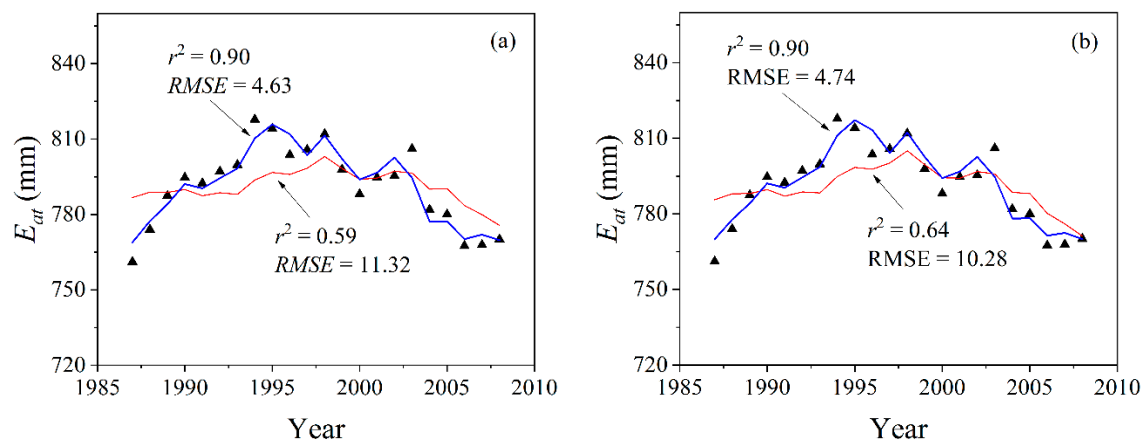 (a)
r² = 0.90
RMSE = 4.63
r² = 0.59
RMSE = 11.32
840
810
780
750
720
E_at (mm)
1985 1990 1995 2000 2005 2010
Year
(b)
r² = 0.90
RMSE = 4.74
r² = 0.64
RMSE = 10.28
840
810
780
750
720
E_at (mm)
1985 1990 1995 2000 2005 2010
Year